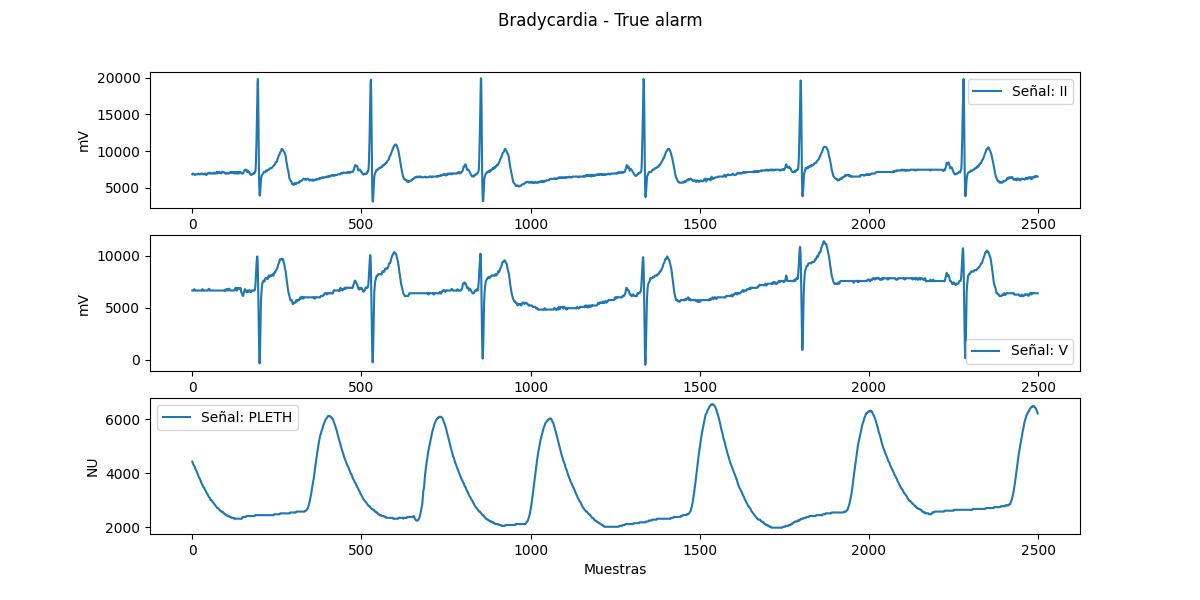 Bradycardia - True alarm
20000
15000
10000
5000
mV
Señal: II
0 500 1000 1500 2000 2500
10000
5000
0
mV
Señal: V
0 500 1000 1500 2000 2500
6000
4000
2000
NU
Señal: PLETH
0 500 1000 1500 2000 2500
Muestras